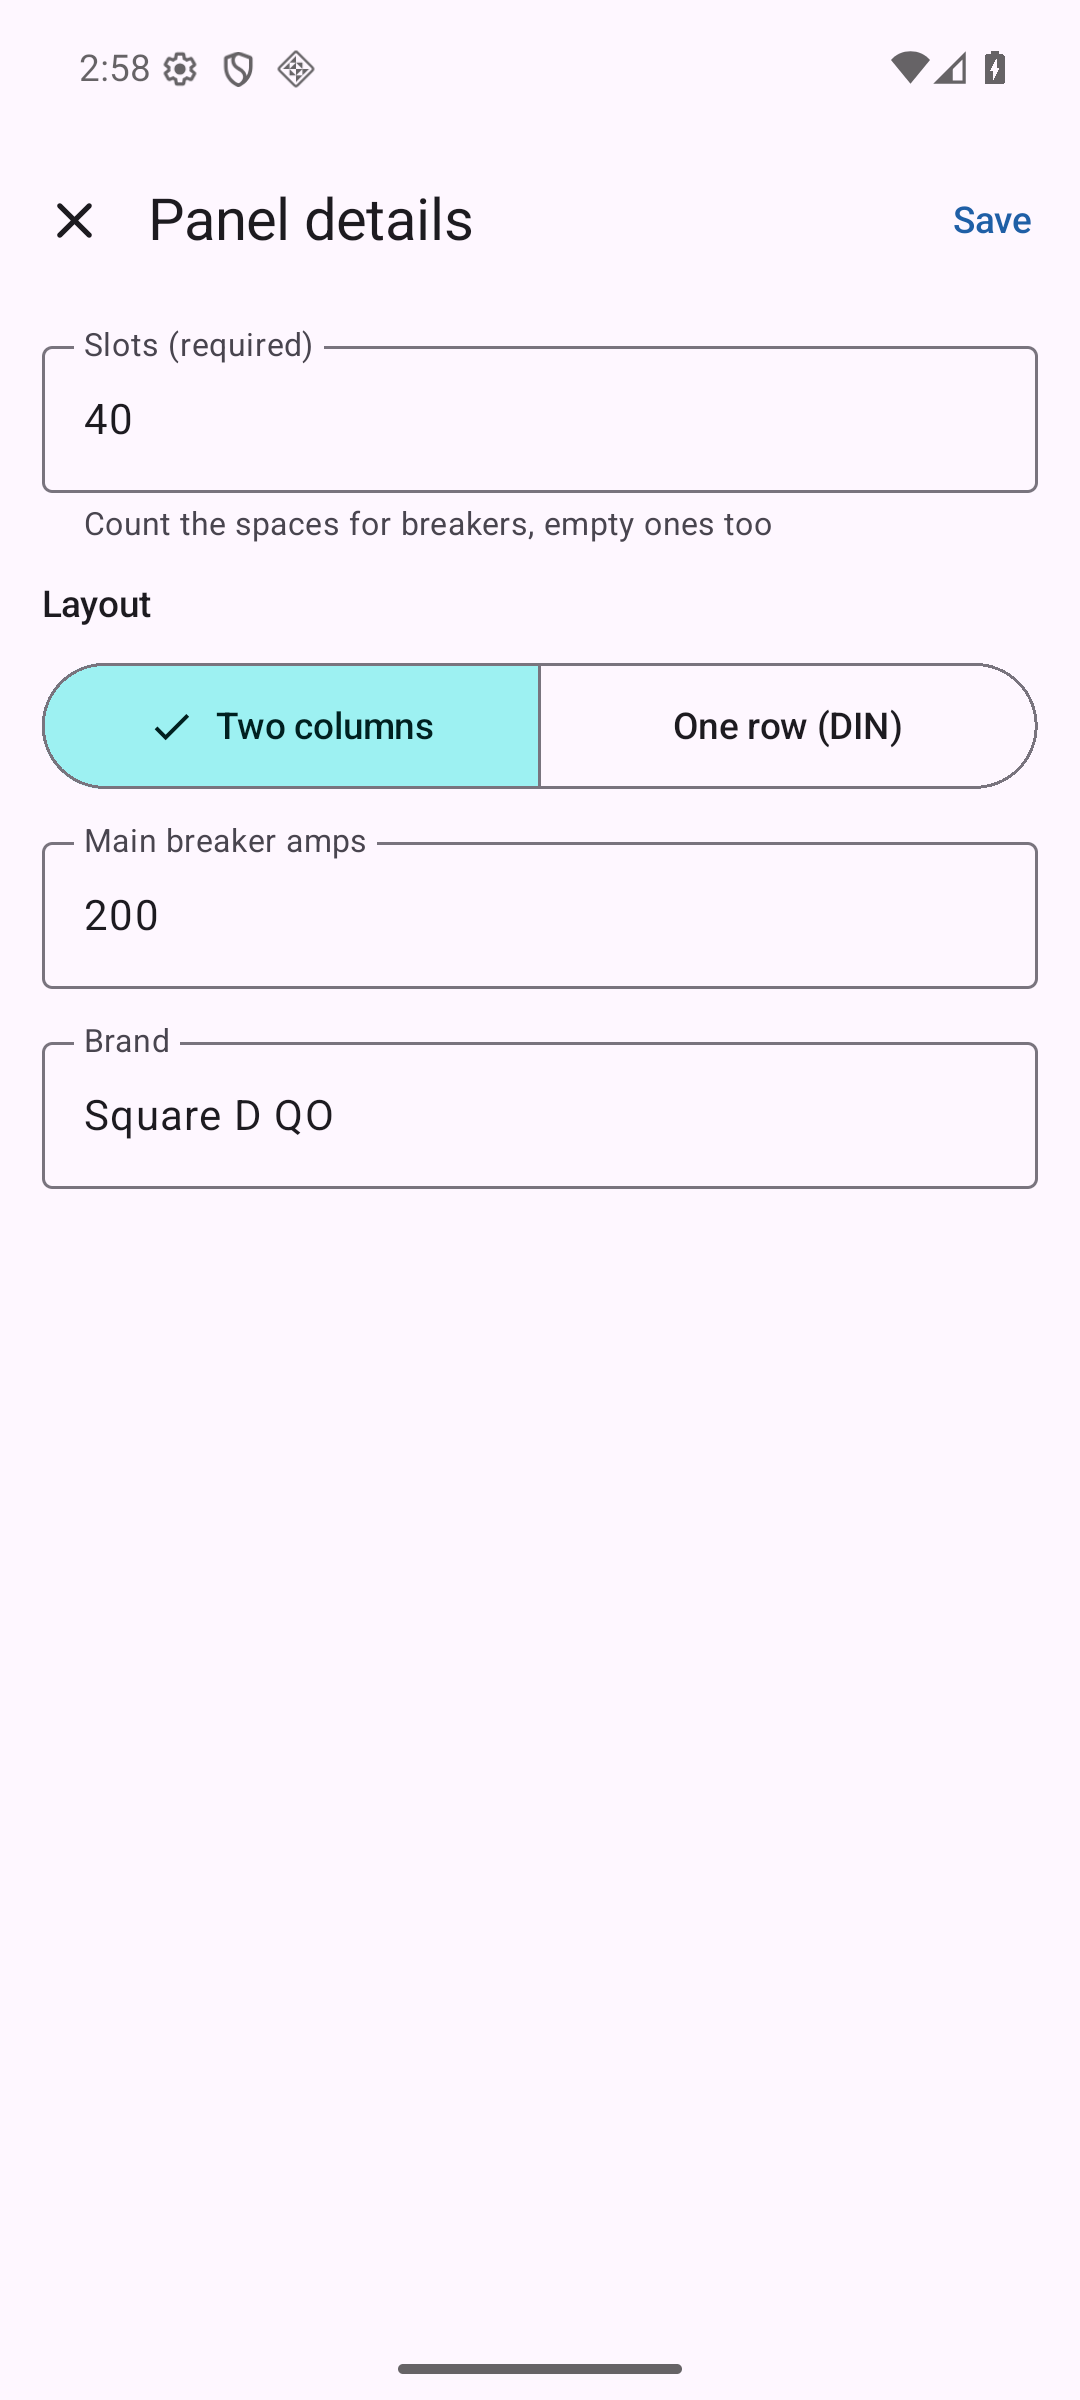 2:58
Panel details
Save
Slots (required)
40
Count the spaces for breakers, empty ones too
Layout
Two columns
One row (DIN)
Main breaker amps
200
Brand
Square D QO